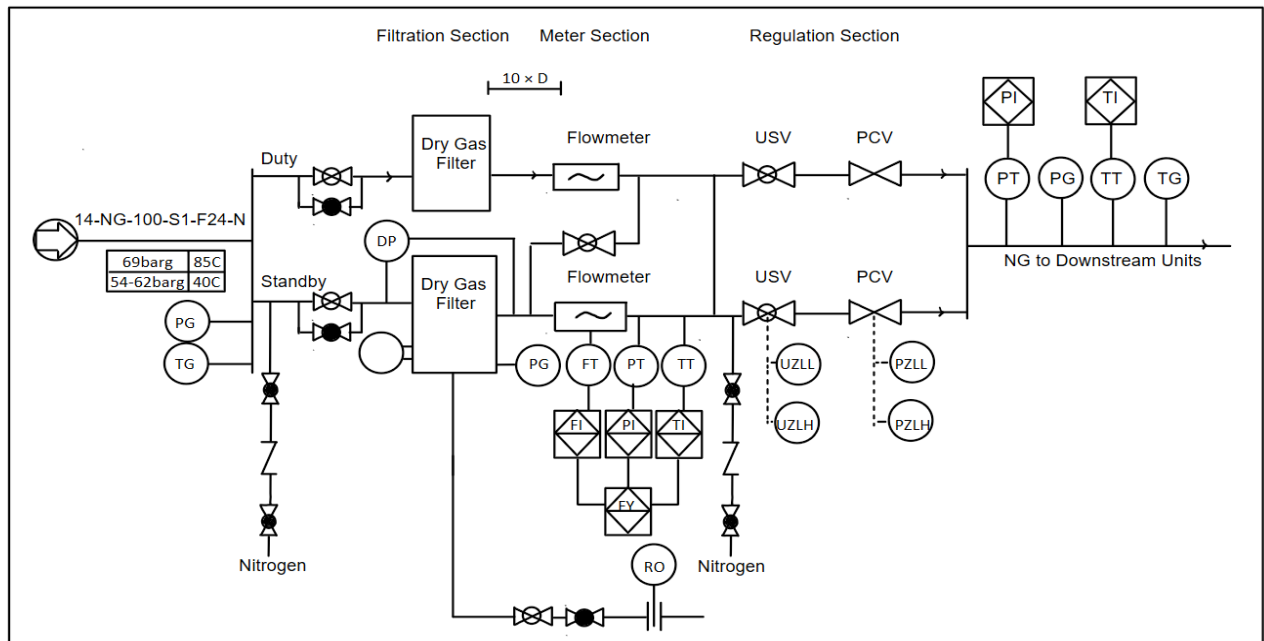 Filtration Section
Meter Section
Regulation Section
10 × D
PI
TI
Dry Gas
Filter
Flowmeter
USV
PCV
Duty
PT
PG
TT
TG
14-NG-100-S1-F24-N
69barg
85C
54-62barg
40C
DP
NG to Downstream Units
Standby
Dry Gas
Filter
Flowmeter
USV
PCV
PG
TG
PG
FT
PT
TT
UZLL
PZLL
FI
PI
TI
UZLH
PZLH
FY
Nitrogen
RO
Nitrogen